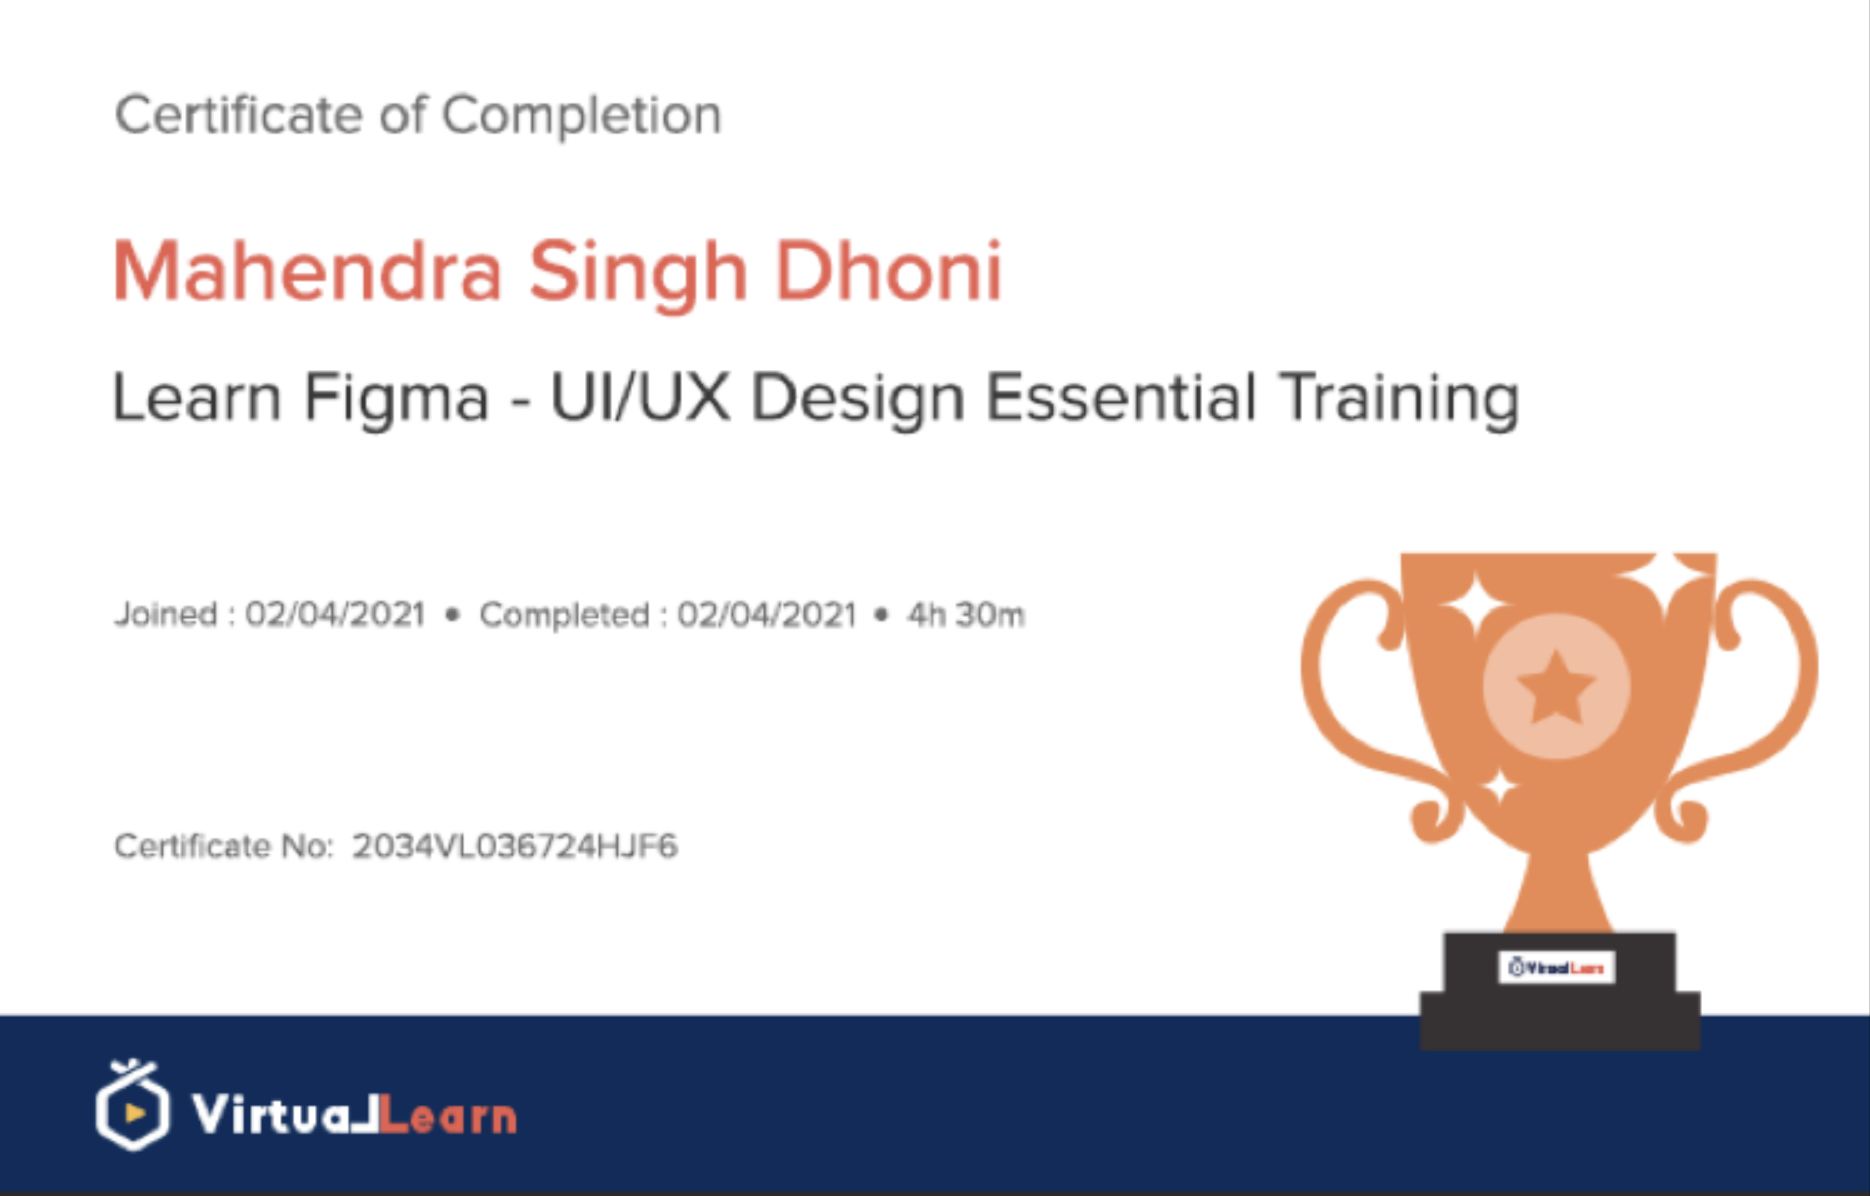 Certificate of Completion
Mahendra Singh Dhoni
Learn Figma - UI/UX Design Essential Training
Joined : 02/04/2021 • Completed : 02/04/2021 • 4h 30m
Certificate No: 2034VL036724HJF6
VirtualLearn
VirtualLearn